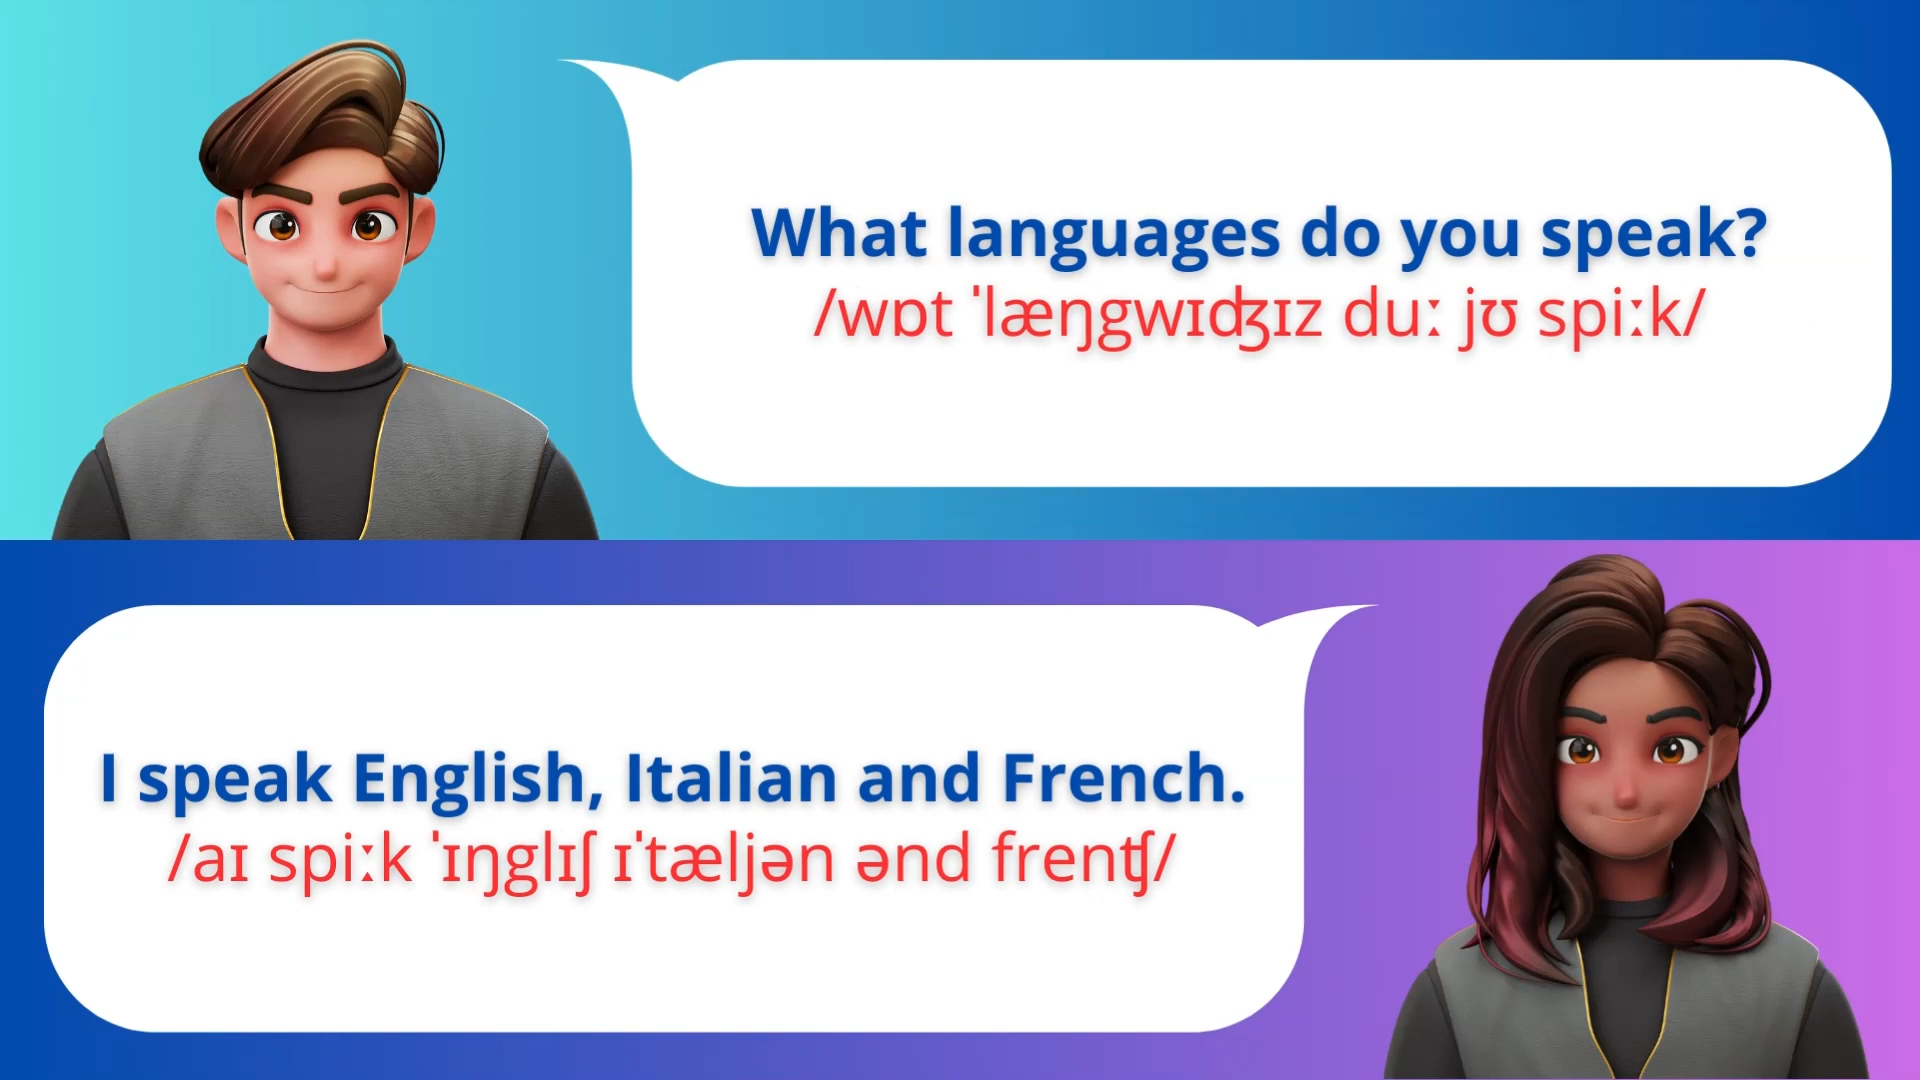 What languages do you speak?
/wɒt ˈlæŋgwɪʤɪz duː jʊ spiːk/
I speak English, Italian and French.
/aɪ spiːk ˈɪŋglɪʃ ɪˈtæljən ənd frenʧ/